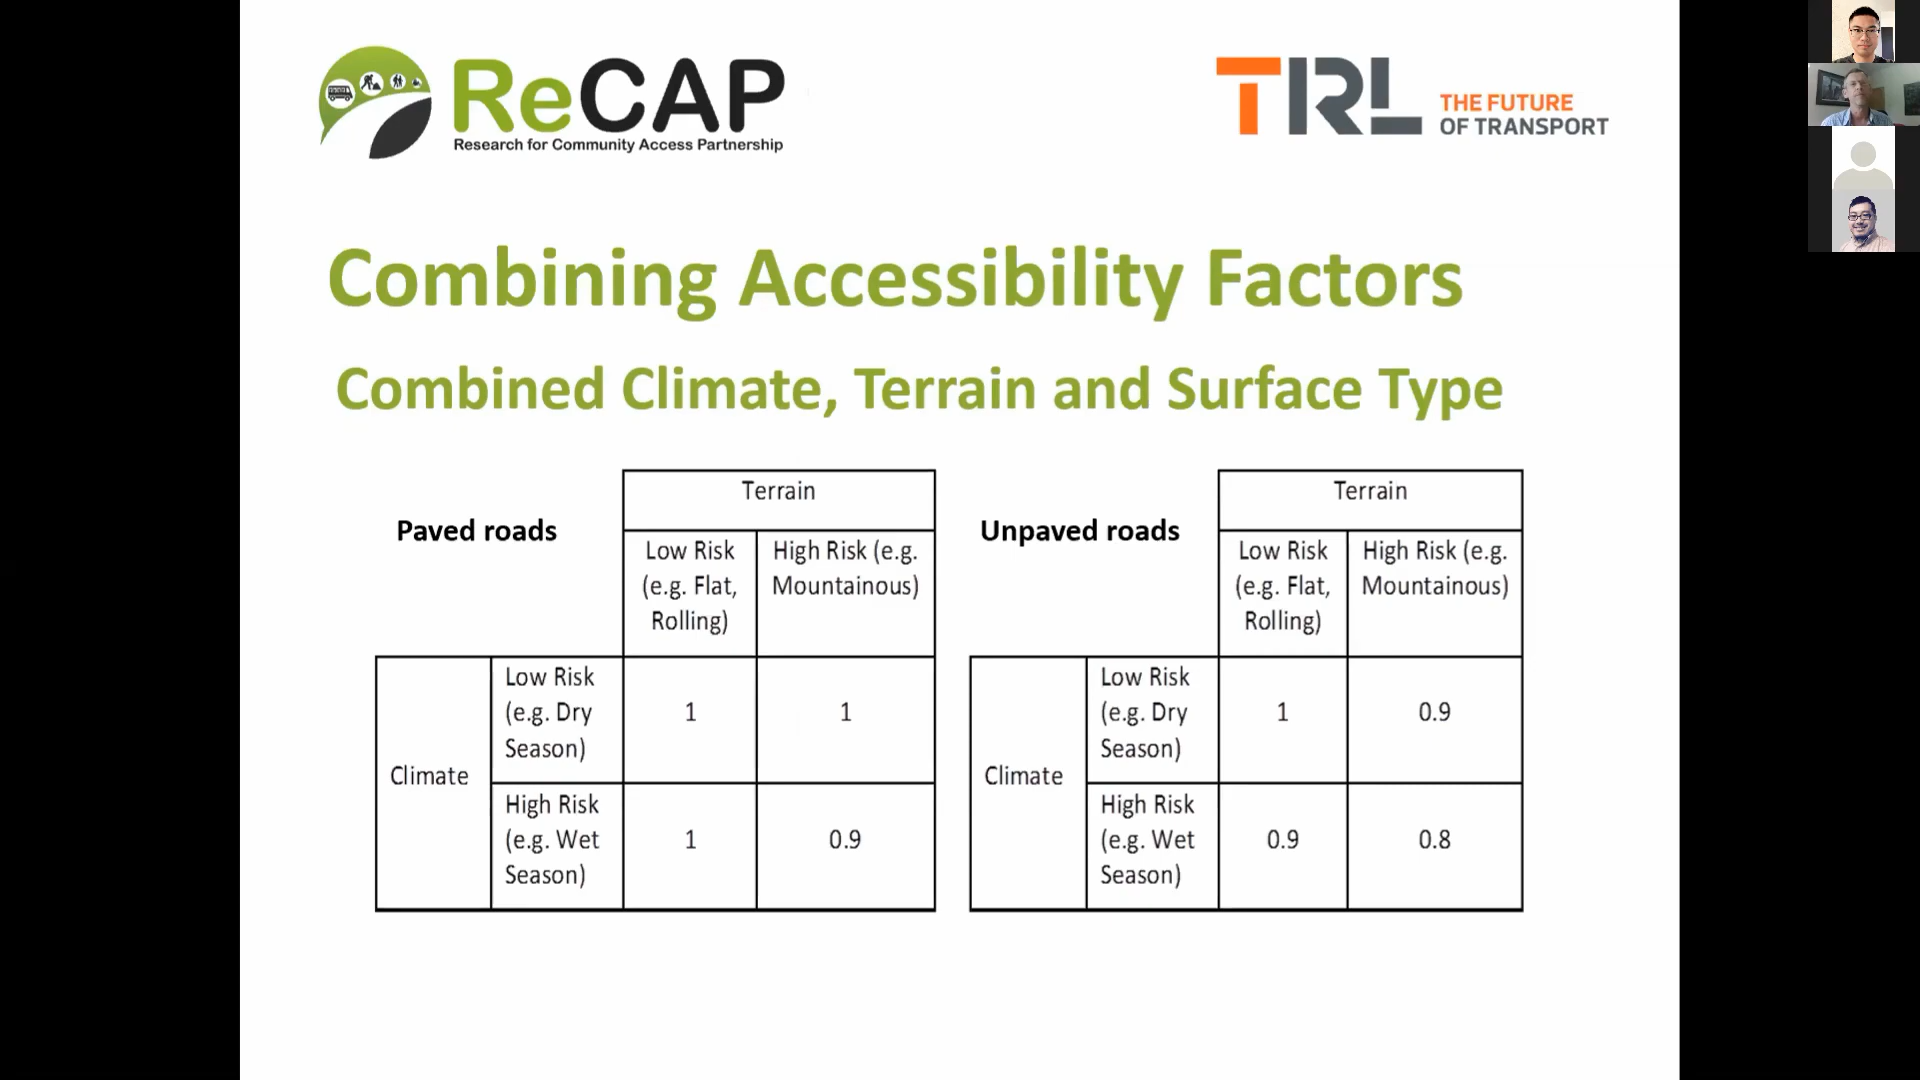 ReCAP
Research for Community Access Partnership
TRL
THE FUTURE
OF TRANSPORT
Combining Accessibility Factors
Combined Climate, Terrain and Surface Type
Paved roads
Terrain
Low Risk
(e.g. Flat,
Rolling)
High Risk (e.g.
Mountainous)
Climate
Low Risk
(e.g. Dry
Season)
1
1
High Risk
(e.g. Wet
Season)
1
0.9
Unpaved roads
Terrain
Low Risk
(e.g. Flat,
Rolling)
High Risk (e.g.
Mountainous)
Climate
Low Risk
(e.g. Dry
Season)
1
0.9
High Risk
(e.g. Wet
Season)
0.9
0.8